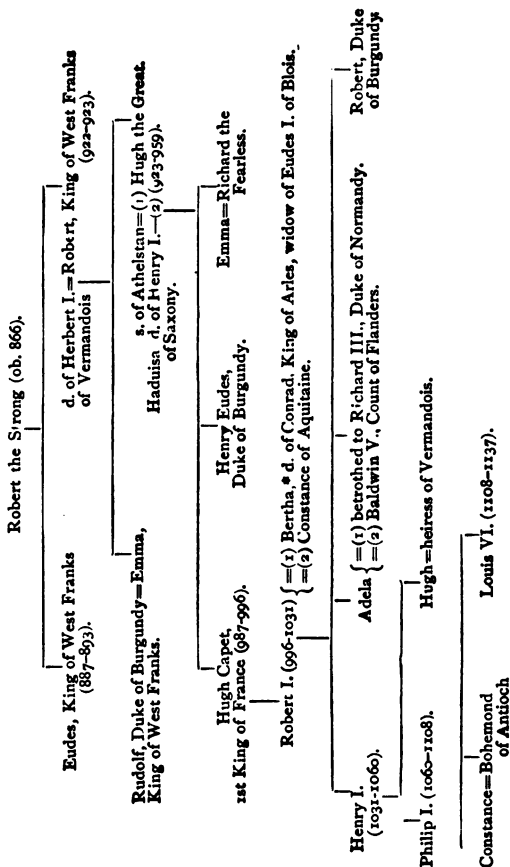 Robert the Strong (ob. 866).
Eudes, King of West Franks
(887–893).
d. of Herbert I.=Robert, King of West Franks
of Vermandois (922–923).
Rudolf, Duke of Burgundy=Emma,
King of West Franks.
s. of Athelstan=(1) Hugh the Great.
Haduisa d. of Henry I.—(2) (923-959).
of Saxony.
Hugh Capet,
1st King of France (987-996).
Henry Eudes,
Duke of Burgundy.
Emma=Richard the
Fearless.
Robert I. (996-1031) {=(1) Bertha,* d. of Conrad. King of Arles, widow of Eudes I. of Blois.
{=(2) Constance of Aquitaine.
Henry I.
(1031-1060)
Adela {=(1) betrothed to Richard III., Duke of Normandy.
{=(2) Baldwin V., Count of Flanders.
Robert, Duke
of Burgundy.
Philip I. (1060–1108).
Hugh=heiress of Vermandois.
Constance=Bohemond
of Antioch
Louis VI. (1108–1137).